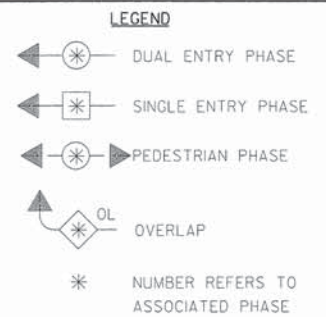 LEGEND
* DUAL ENTRY PHASE
* SINGLE ENTRY PHASE
* PEDESTRIAN PHASE
* OL OVERLAP
* NUMBER REFERS TO
ASSOCIATED PHASE